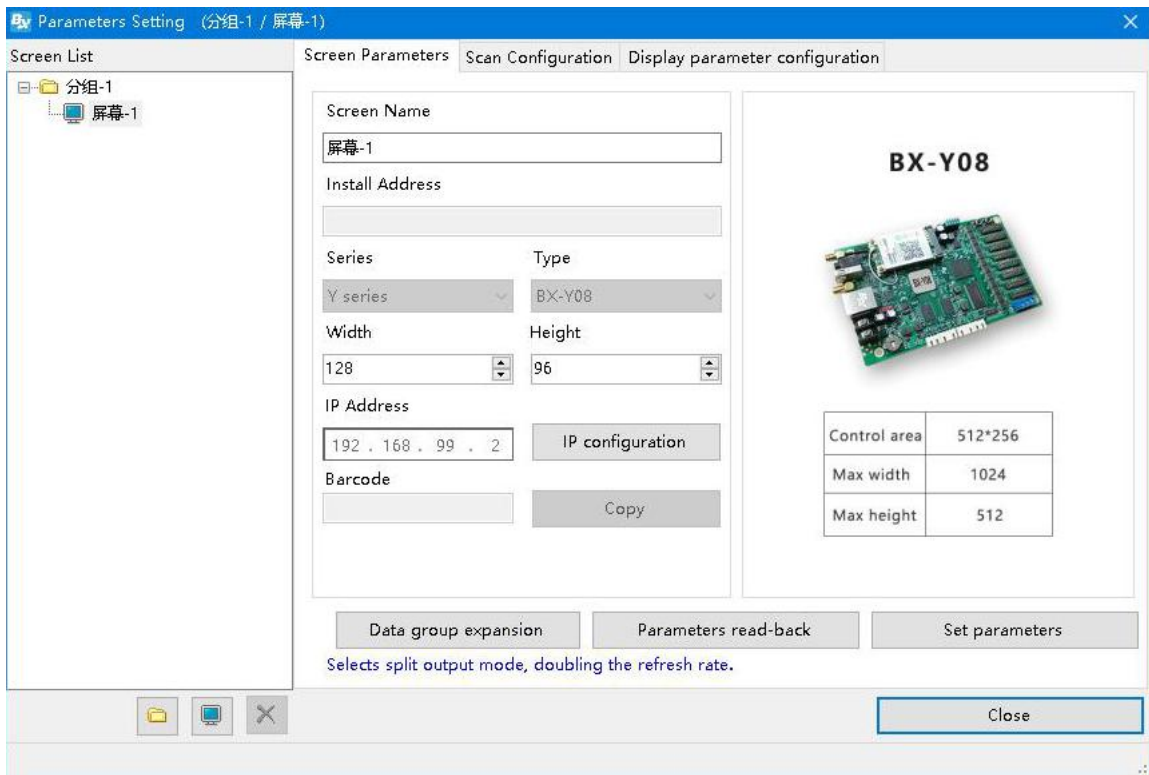 BX Parameters Setting (分组-1 / 屏幕-1)
Screen List
分组-1
屏幕-1
Screen Parameters Scan Configuration Display parameter configuration
Screen Name
屏幕-1
Install Address
Series Type
Y series BX-Y08
Width Height
128 96
IP Address
192 . 168 . 99 . 2 IP configuration
Barcode
Copy
BX-Y08
BX-Y08
Control area 512*256
Max width 1024
Max height 512
Data group expansion Parameters read-back Set parameters
Selects split output mode, doubling the refresh rate.
Close